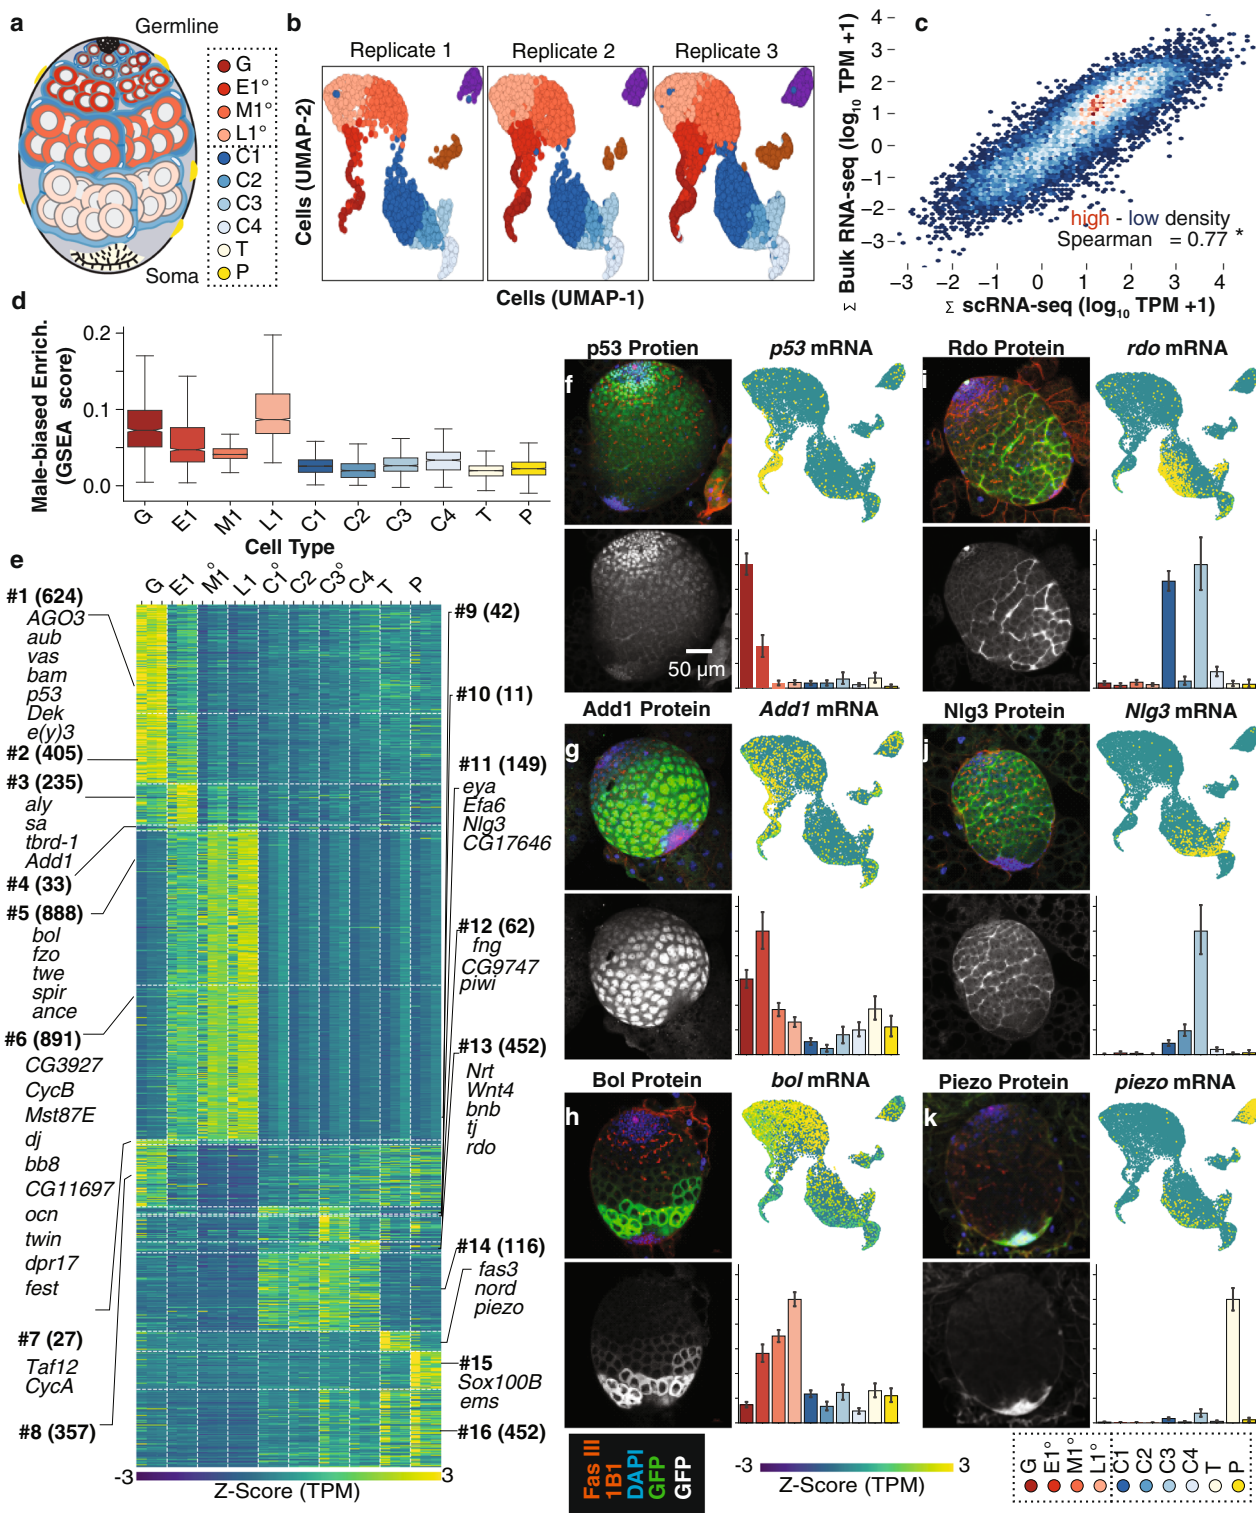 a
Germline
Soma
G
E1°
M1°
L1°
C1
C2
C3
C4
T
P
b
Replicate 1
Replicate 2
Replicate 3
Cells (UMAP-2)
Cells (UMAP-1)
c
Σ Bulk RNA-seq (log10 TPM +1)
4
3
2
1
0
−1
−2
−3
high - low density
Spearman = 0.77 *
−3 −2 −1 0 1 2 3 4
Σ scRNA-seq (log10 TPM +1)
d
Male-biased Enrich.
(GSEA score)
0.2
0.1
0.0
G E1 M1 L1 C1 C2 C3 C4 T P
Cell Type
e
G E1 M1° L1 C1° C2 C3° C4 T P
#1 (624)
AGO3
aub
vas
bam
p53
Dek
e(y)3
#2 (405)
#3 (235)
aly
sa
tbrd-1
Add1
#4 (33)
#5 (888)
bol
fzo
twe
spir
ance
#6 (891)
CG3927
CycB
Mst87E
dj
bb8
CG11697
ocn
twin
dpr17
fest
#7 (27)
Taf12
CycA
#8 (357)
#9 (42)
#10 (11)
#11 (149)
eya
Efa6
Nlg3
CG17646
#12 (62)
fng
CG9747
piwi
#13 (452)
Nrt
Wnt4
bnb
tj
rdo
#14 (116)
fas3
nord
piezo
#15
Sox100B
ems
#16 (452)
-3 3
Z-Score (TPM)
p53 Protien
p53 mRNA
f
50 µm
Add1 Protein
Add1 mRNA
g
Bol Protein
bol mRNA
h
Rdo Protein
rdo mRNA
i
Nlg3 Protein
Nlg3 mRNA
j
Piezo Protein
piezo mRNA
k
Fas III
1B1
DAPI
GFP
GFP
-3 3
Z-Score (TPM)
G
E1°
M1°
L1°
C1
C2
C3
C4
T
P